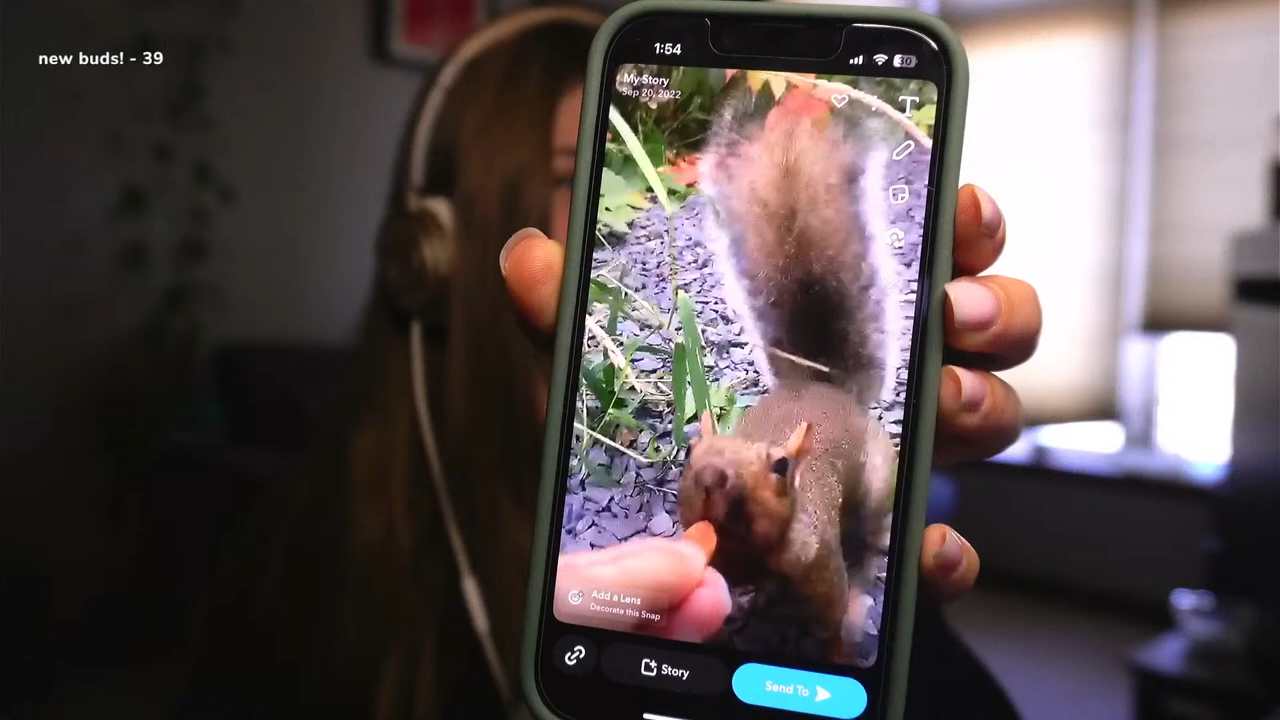 new buds! - 39
1:54
30
My Story
Sep 20, 2022
T
Add a Lens
Decorate this Snap
Story
Send To